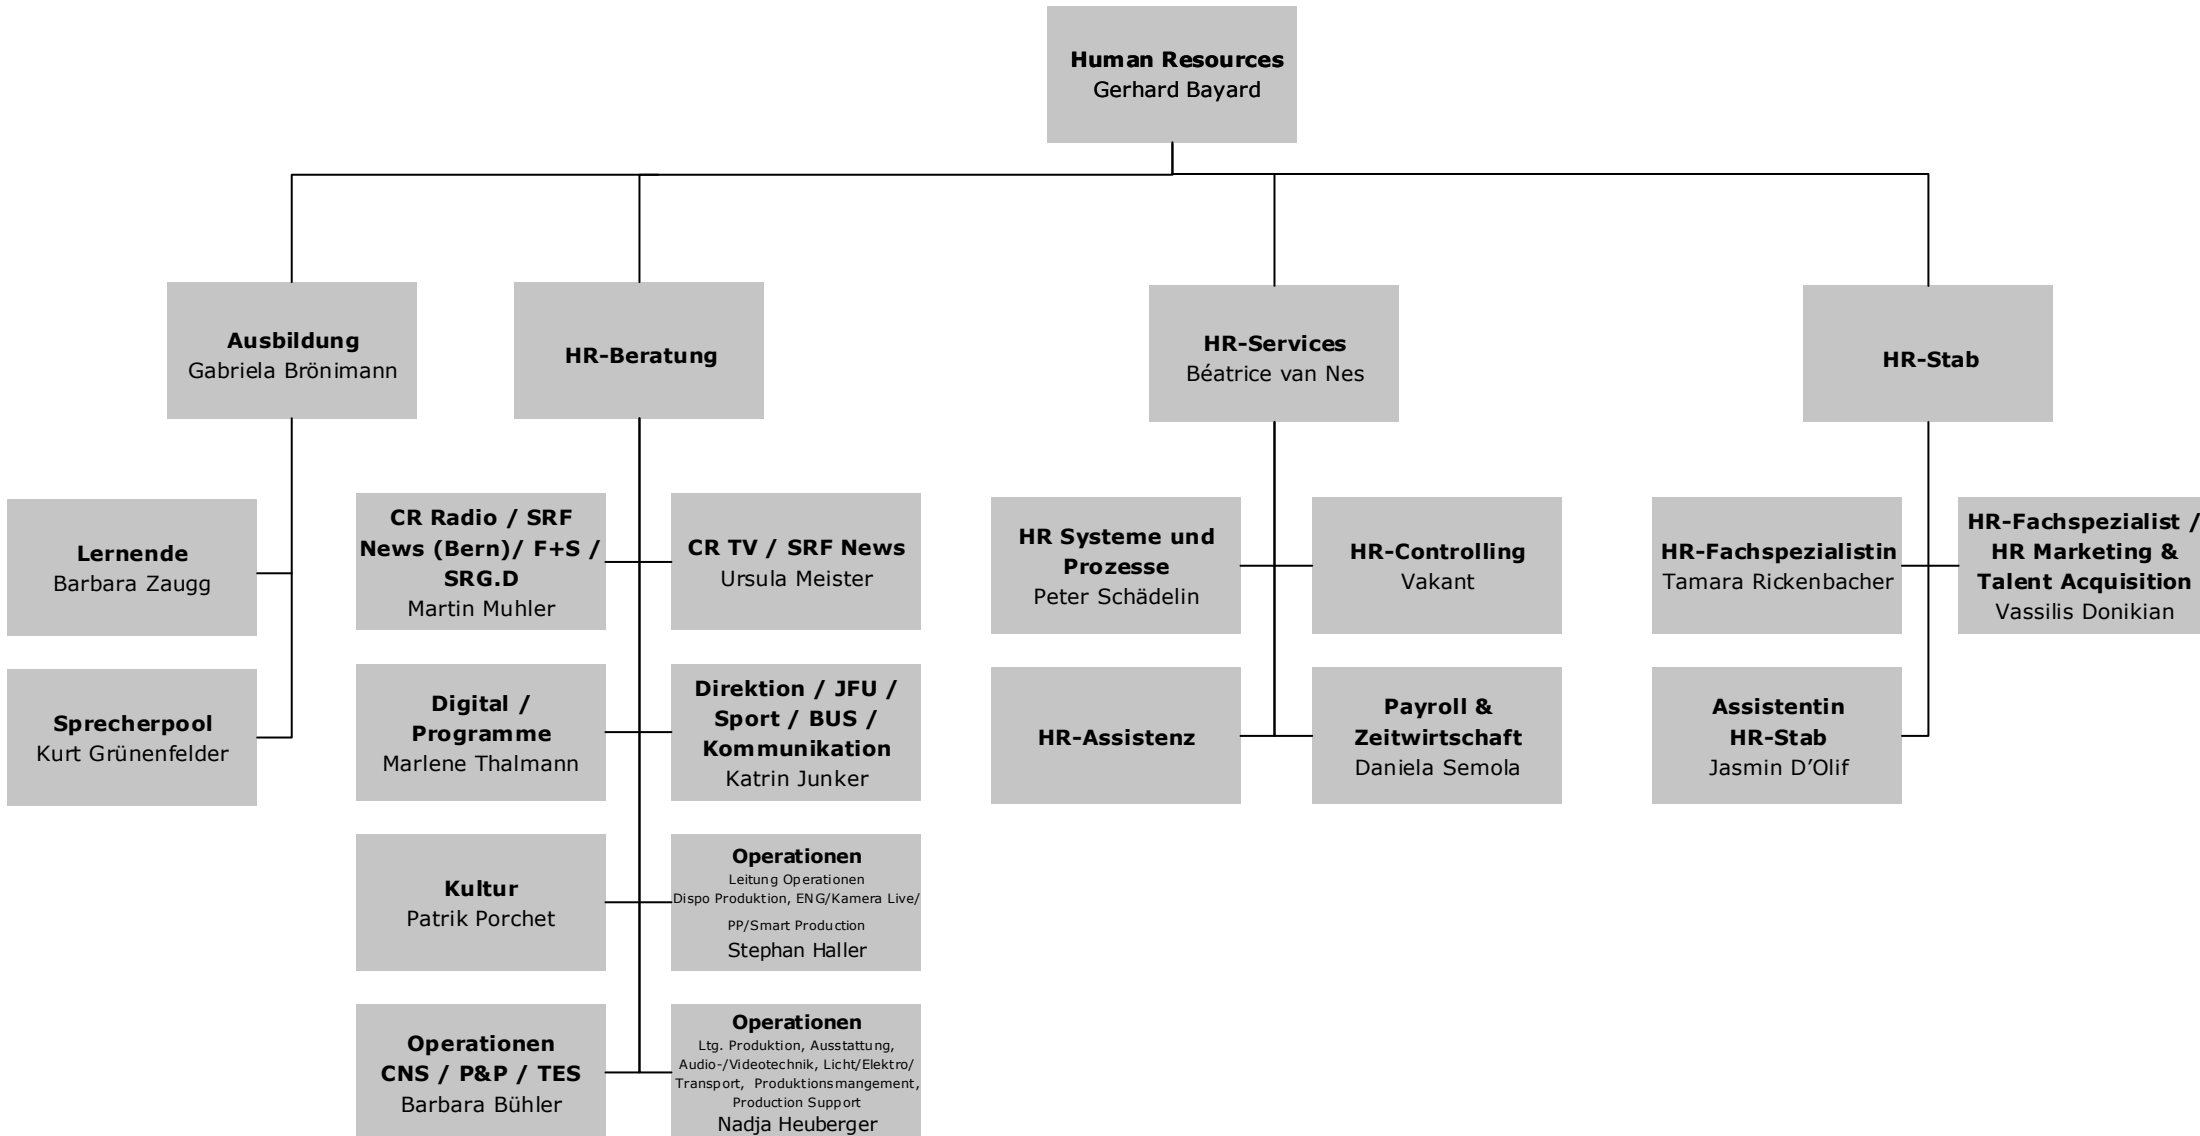 Human Resources
Gerhard Bayard
Ausbildung
Gabriela Brönimann
HR-Beratung
HR-Services
Béatrice van Nes
HR-Stab
Lernende
Barbara Zaugg
Sprecherpool
Kurt Grünenfelder
CR Radio / SRF
News (Bern)/ F+S /
SRG.D
Martin Muhler
CR TV / SRF News
Ursula Meister
Digital /
Programme
Marlene Thalmann
Direktion / JFU /
Sport / BUS /
Kommunikation
Katrin Junker
Kultur
Patrik Porchet
Operationen
Leitung Operationen
Dispo Produktion, ENG/Kamera Live/
PP/Smart Production
Stephan Haller
Operationen
CNS / P&P / TES
Barbara Bühler
Operationen
Ltg. Produktion, Ausstattung,
Audio-/Videotechnik, Licht/Elektro/
Transport, Produktionsmangement,
Production Support
Nadja Heuberger
HR Systeme und
Prozesse
Peter Schädelin
HR-Controlling
Vakant
HR-Assistenz
Payroll &
Zeitwirtschaft
Daniela Semola
HR-Fachspezialistin
Tamara Rickenbacher
HR-Fachspezialist /
HR Marketing &
Talent Acquisition
Vassilis Donikian
Assistentin
HR-Stab
Jasmin D’Olif